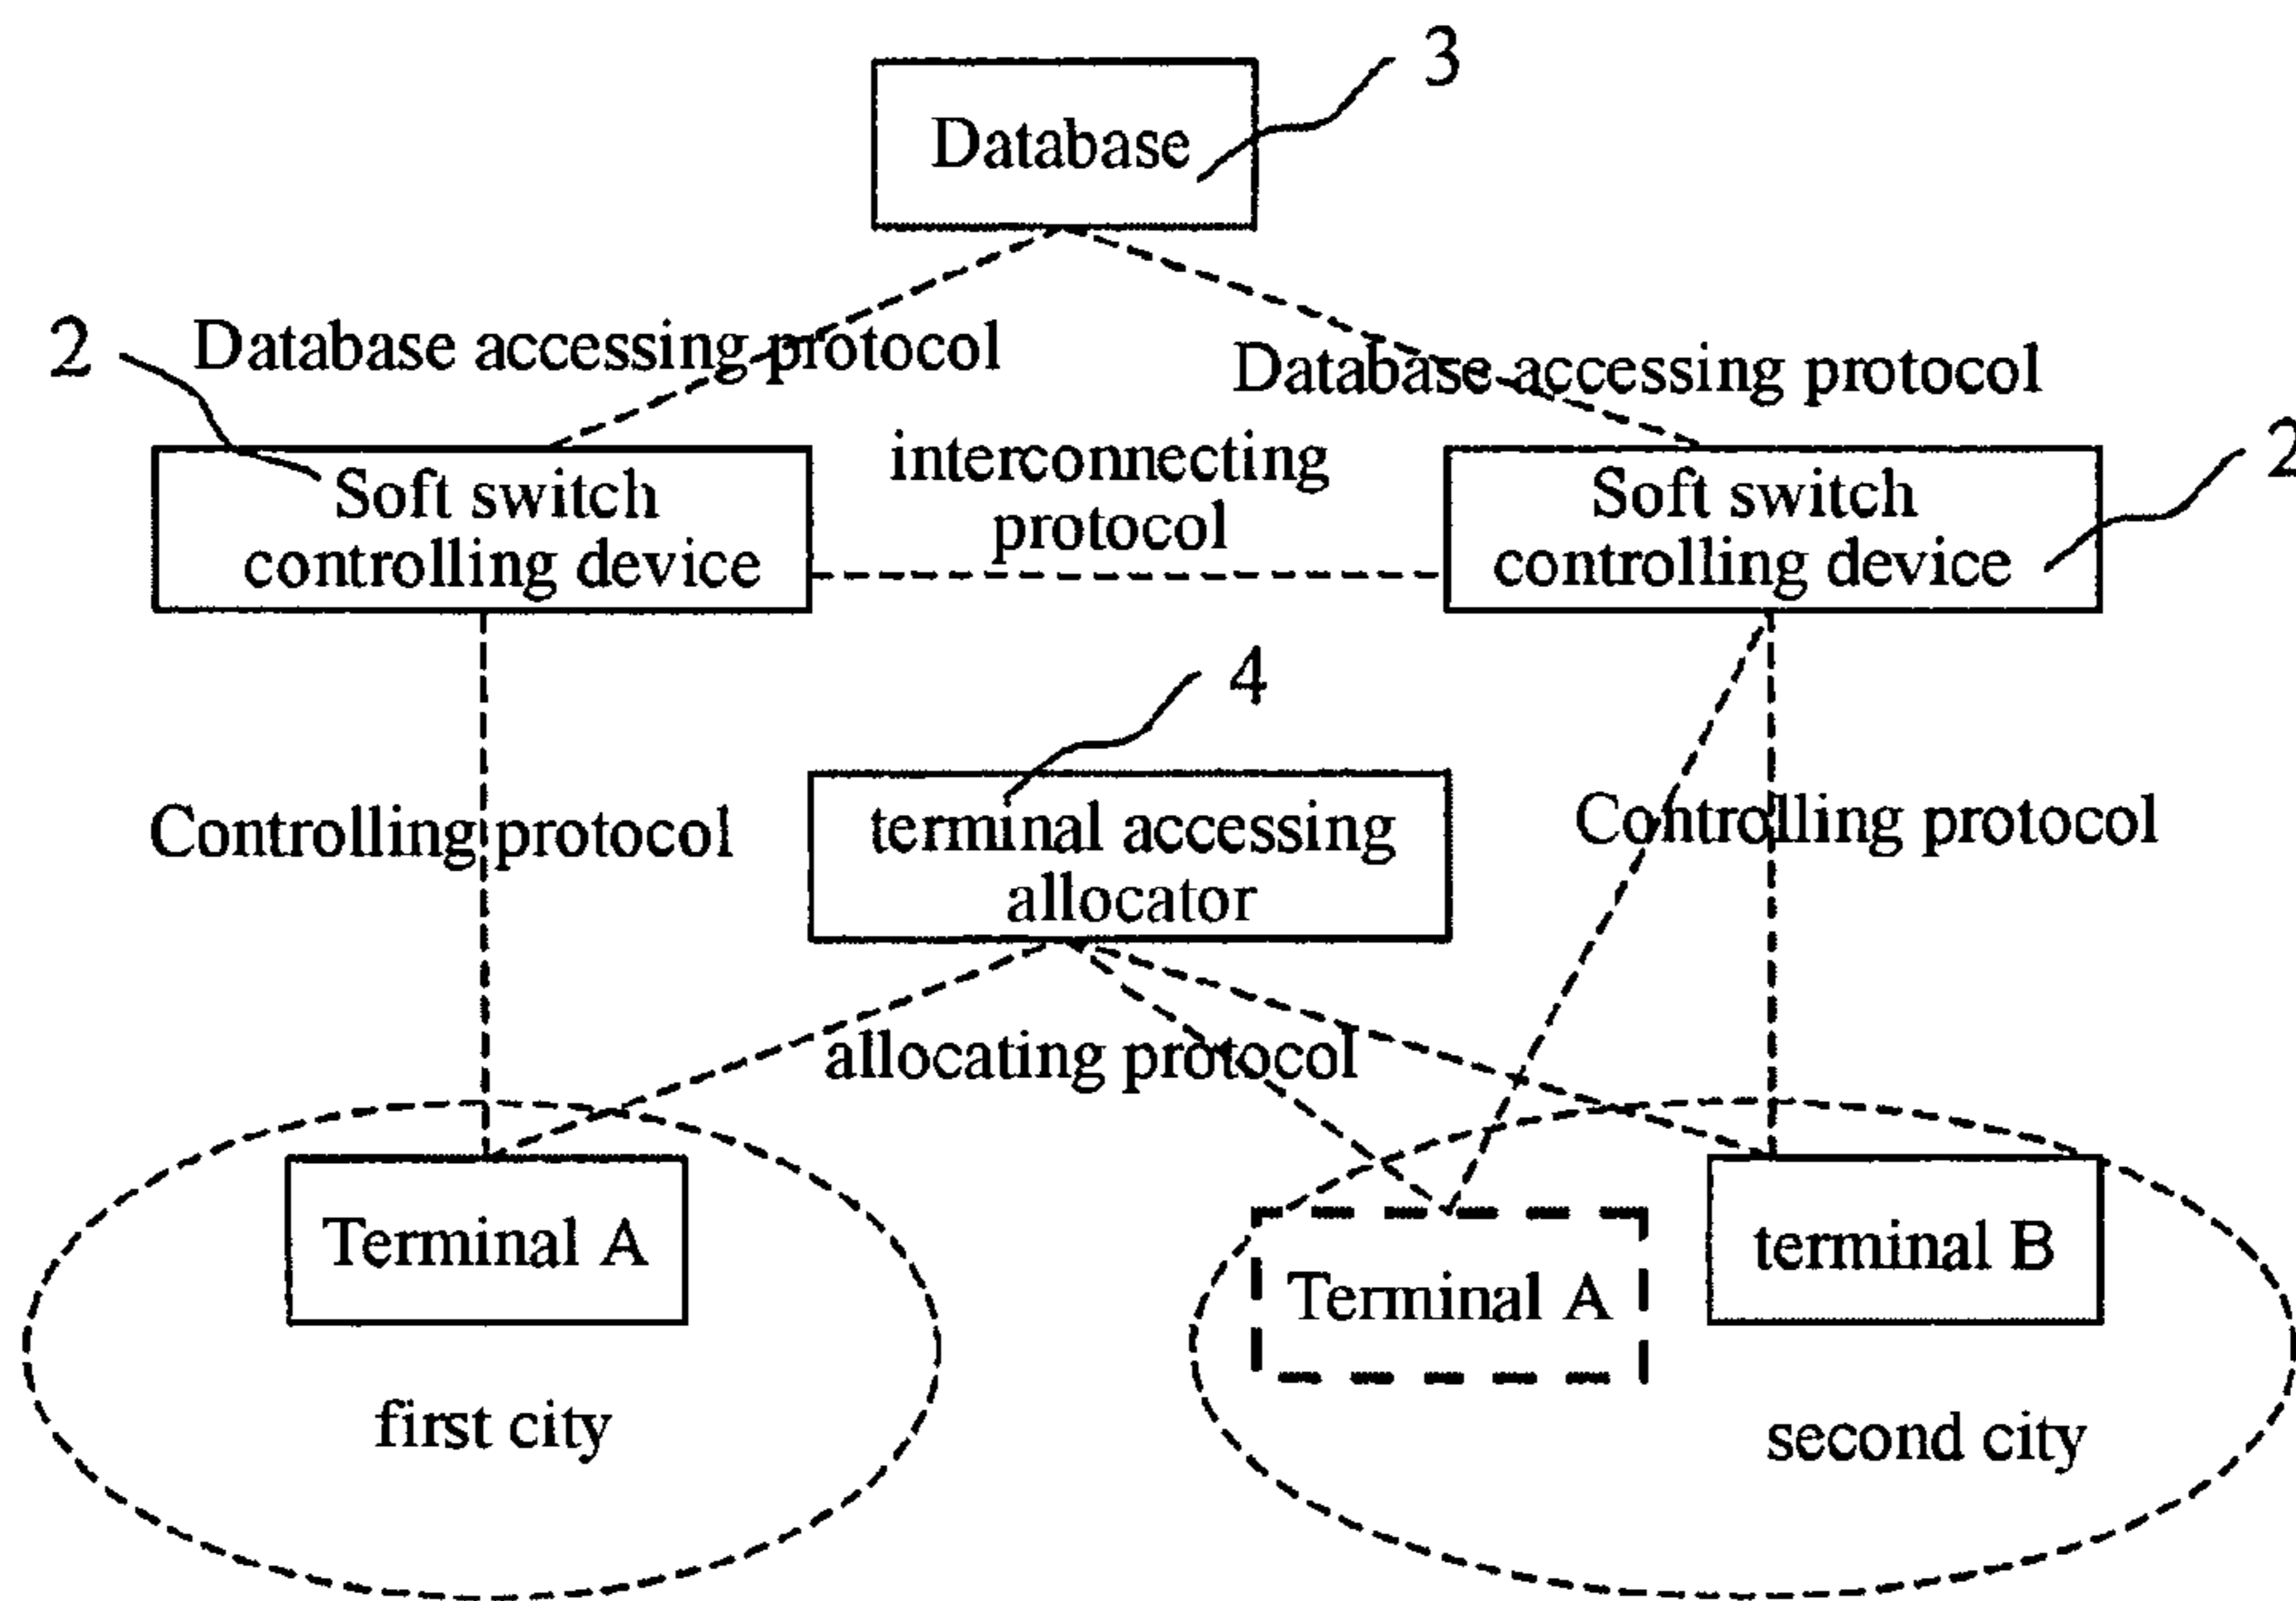 3
Database
2
Database accessing protocol
Database accessing protocol
interconnecting
protocol
Soft switch
controlling device
Soft switch
controlling device
2
4
Controlling protocol
terminal accessing
allocator
Controlling protocol
allocating protocol
Terminal A
Terminal A
terminal B
first city
second city